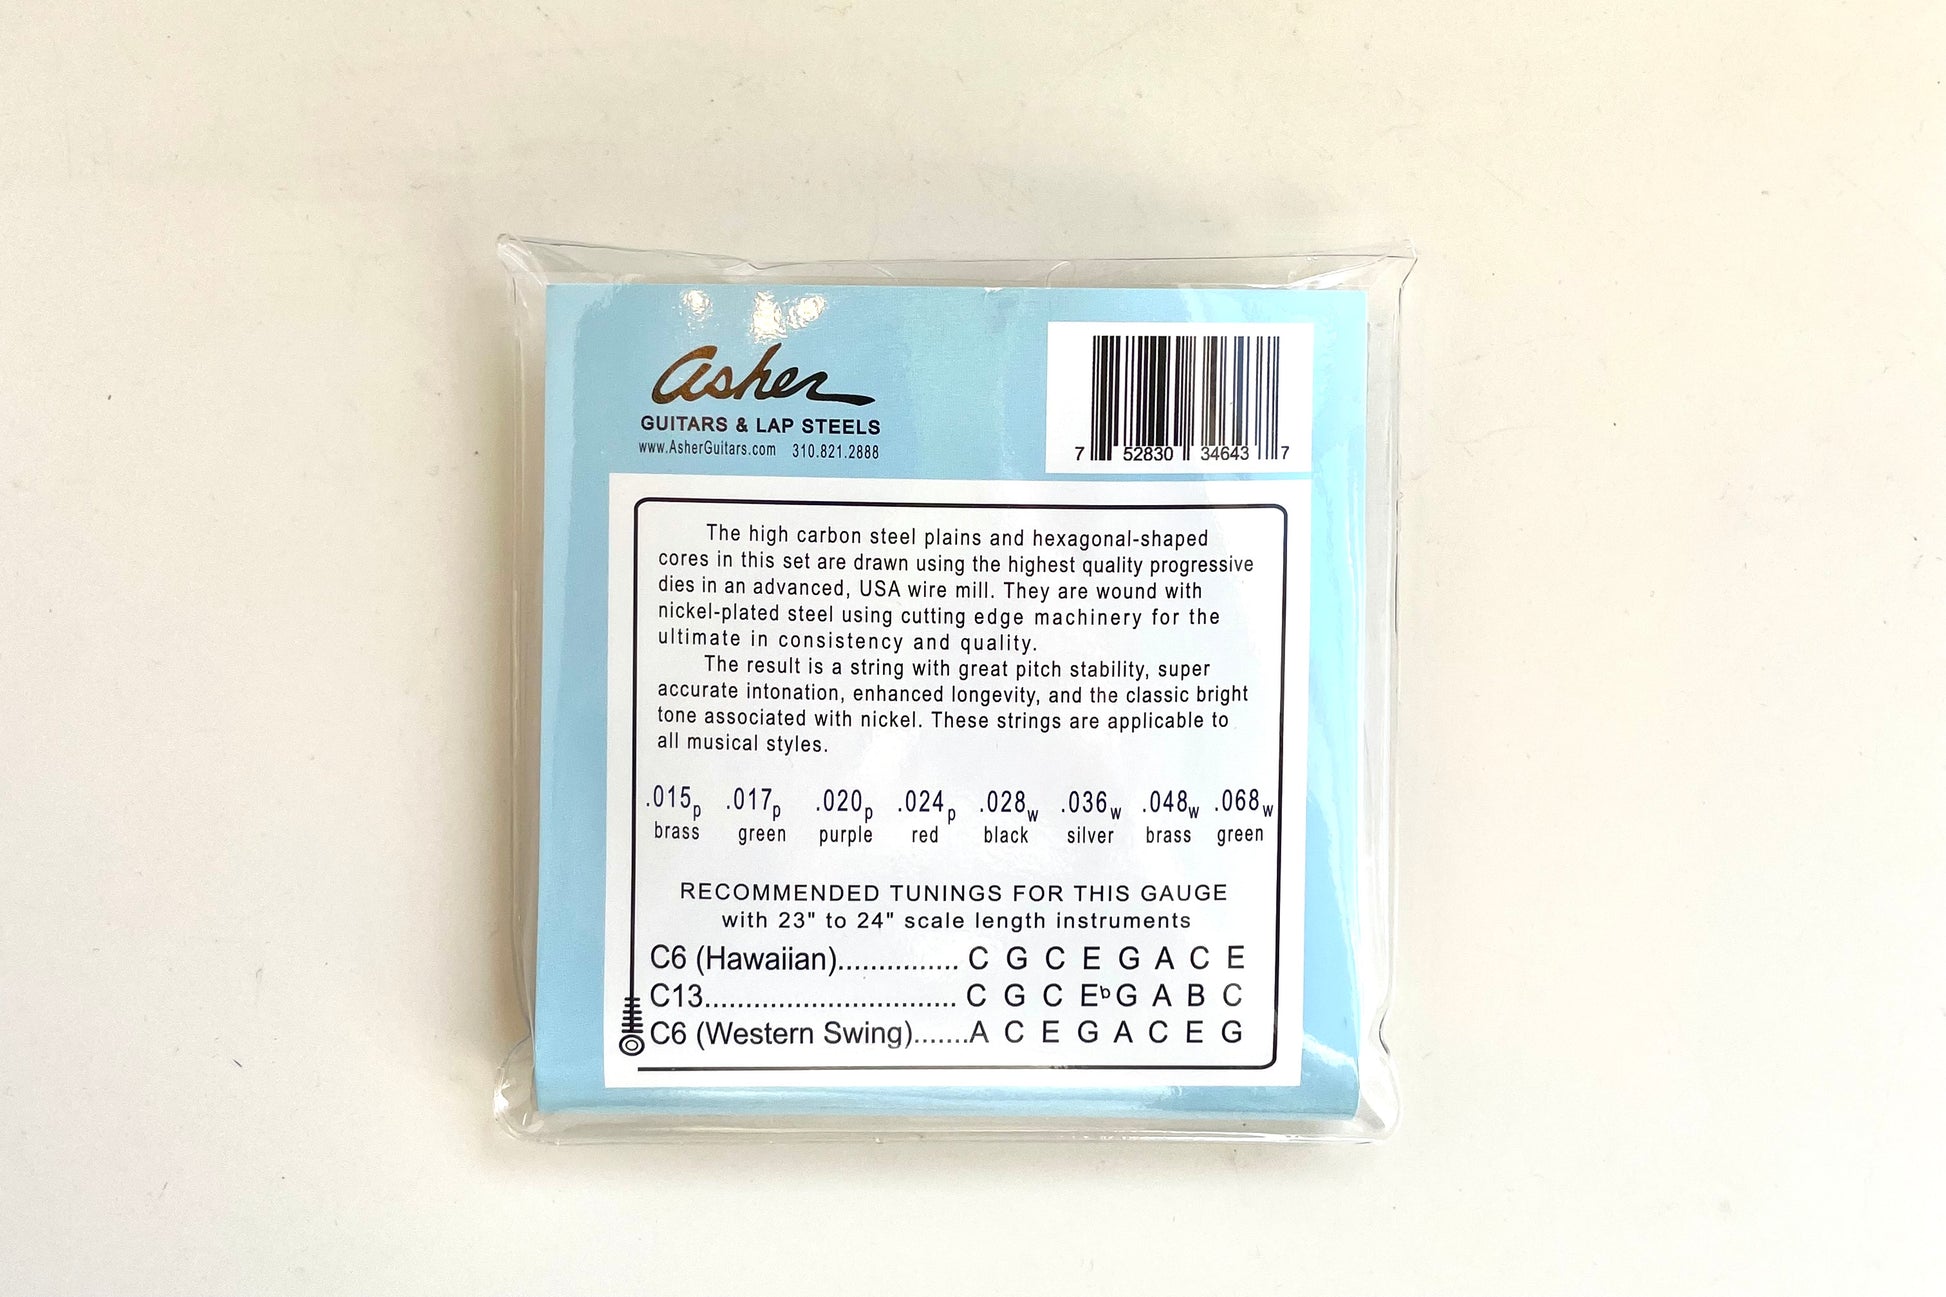 asher
GUITARS & LAP STEELS
www.AsherGuitars.com 310.821.2888
7 52830 34643 7
The high carbon steel plains and hexagonal-shaped
cores in this set are drawn using the highest quality progressive
dies in an advanced, USA wire mill. They are wound with
nickel-plated steel using cutting edge machinery for the
ultimate in consistency and quality.
The result is a string with great pitch stability, super
accurate intonation, enhanced longevity, and the classic bright
tone associated with nickel. These strings are applicable to
all musical styles.
.015p .017p .020p .024p .028w .036w .048w .068w
brass green purple red black silver brass green
RECOMMENDED TUNINGS FOR THIS GAUGE
with 23" to 24" scale length instruments
C6 (Hawaiian)............... C G C E G A C E
C13............................... C G C E♭ G A B C
C6 (Western Swing).......A C E G A C E G